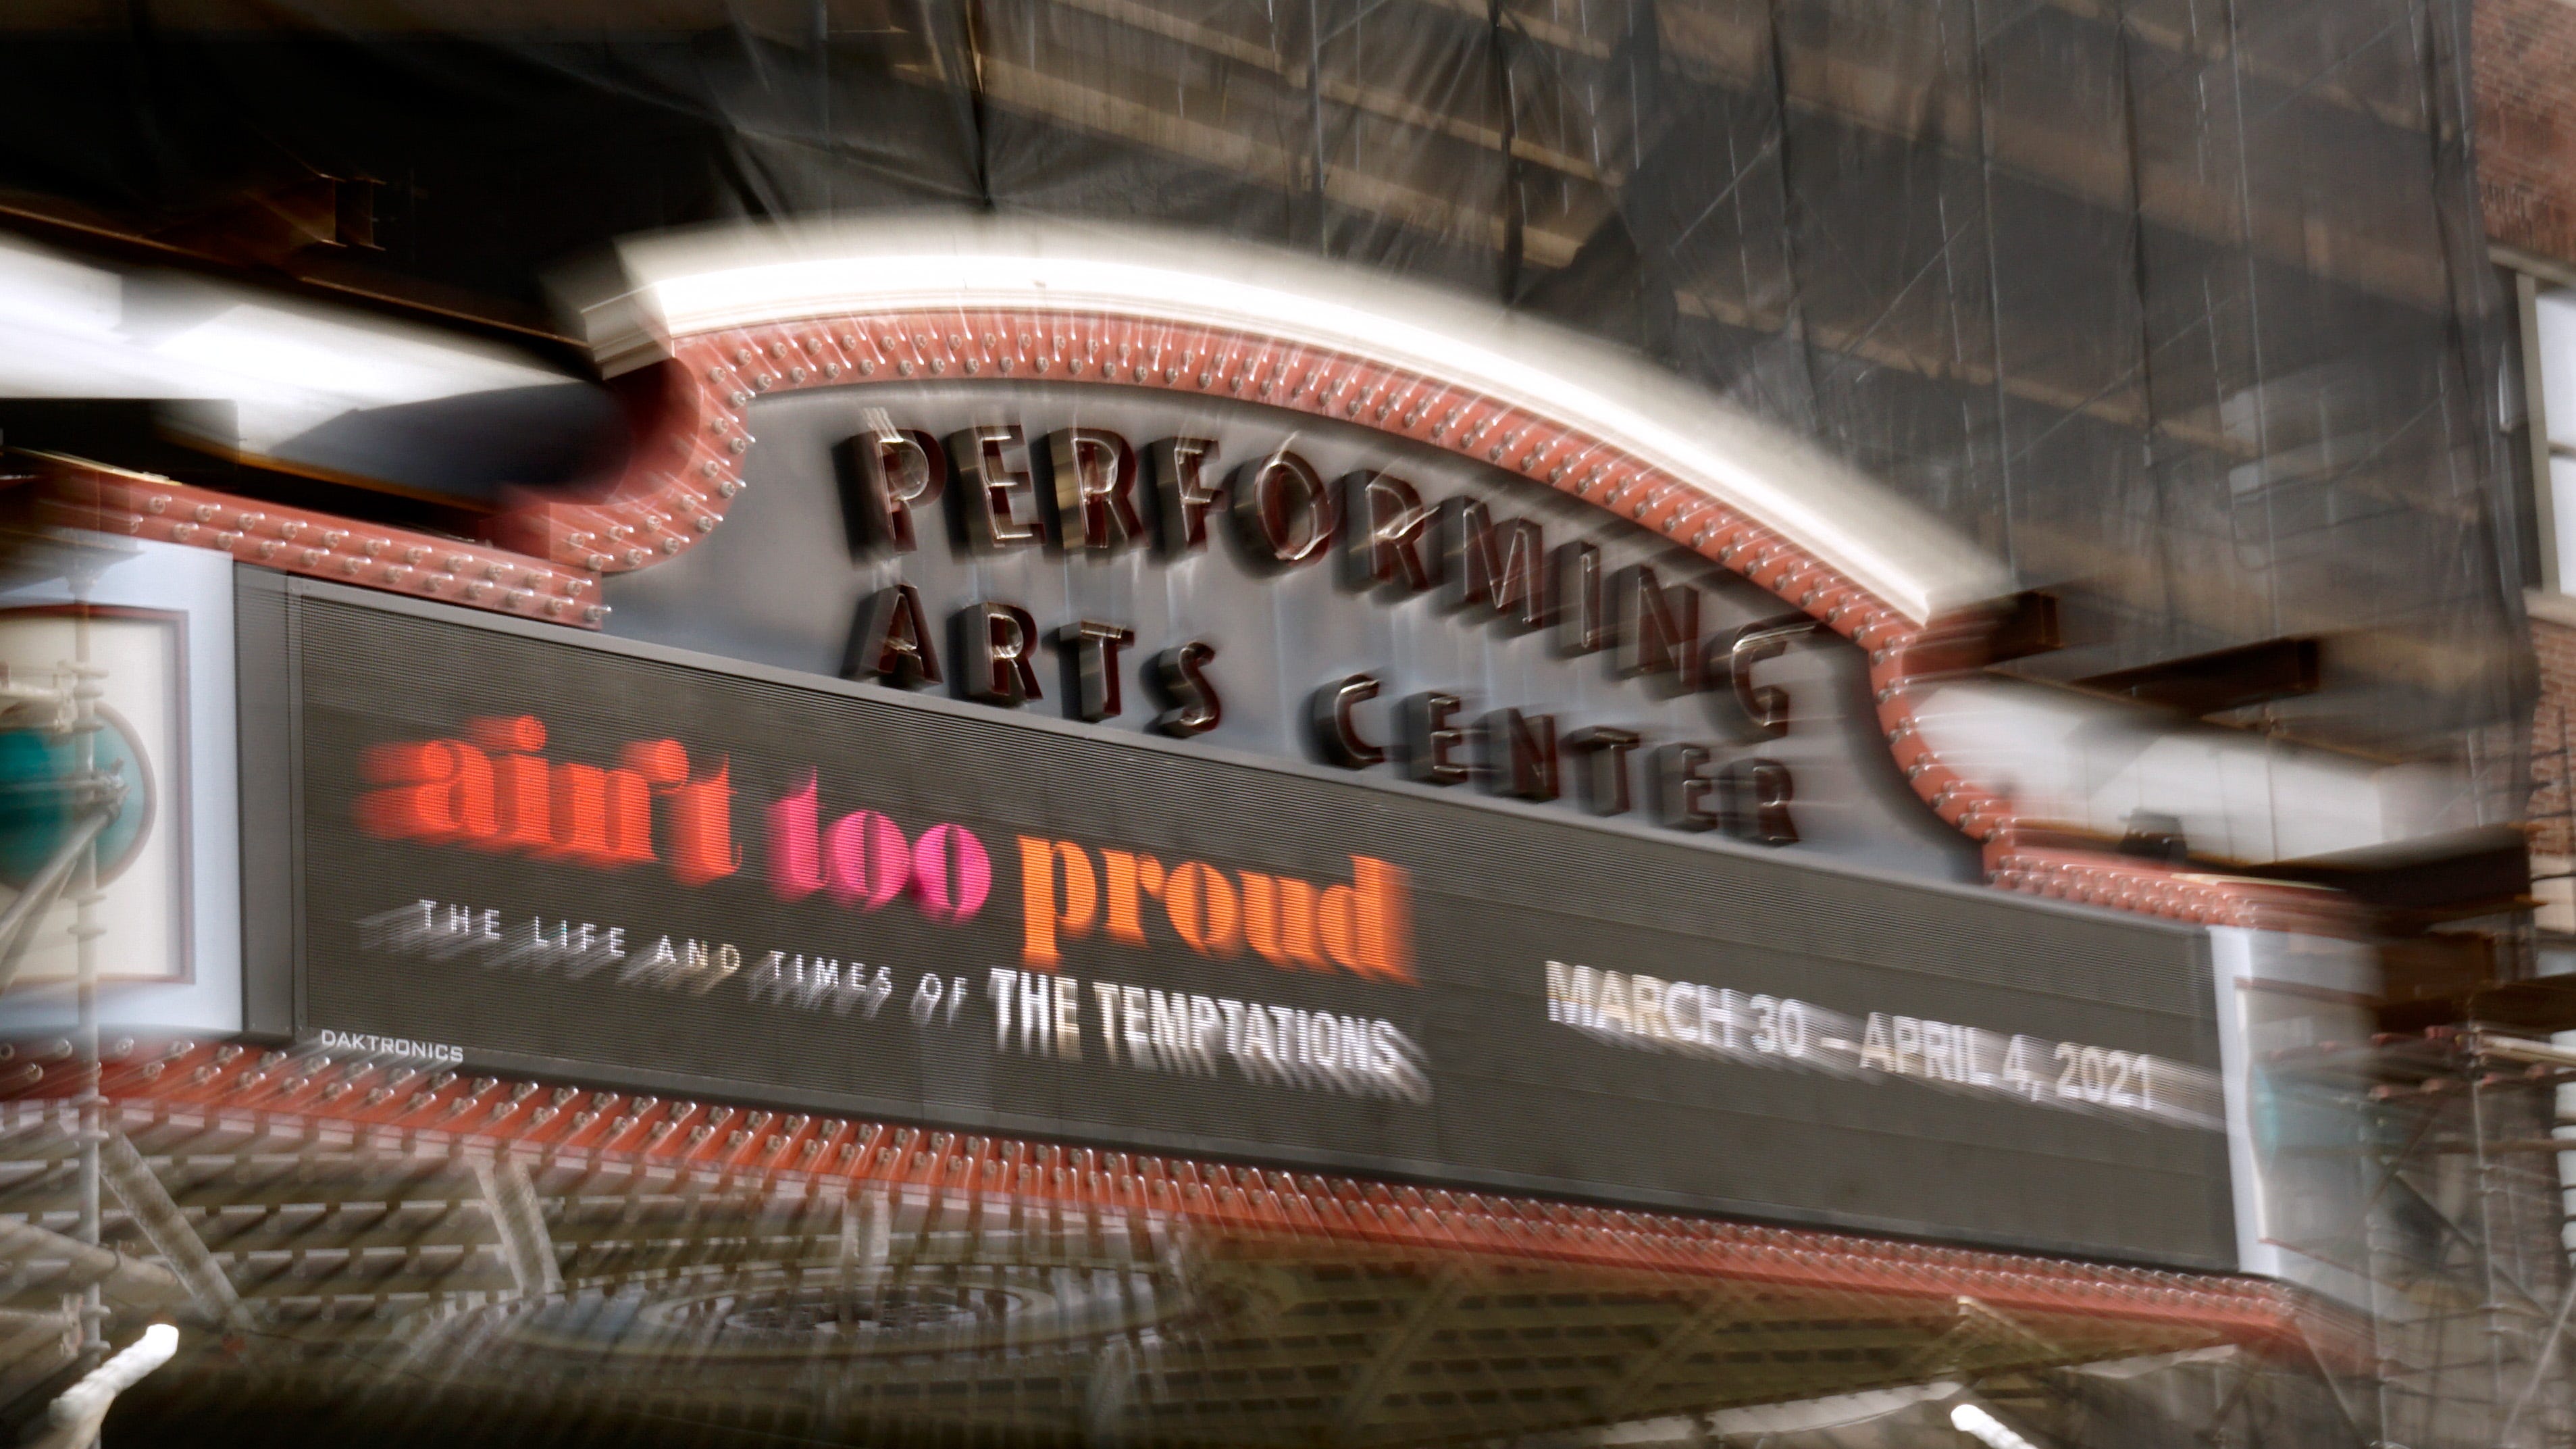 PERFORMING
ARTS CENTER
ain't too proud
THE LIFE AND TIMES OF THE TEMPTATIONS
MARCH 30 – APRIL 4, 2021
DAKTRONICS